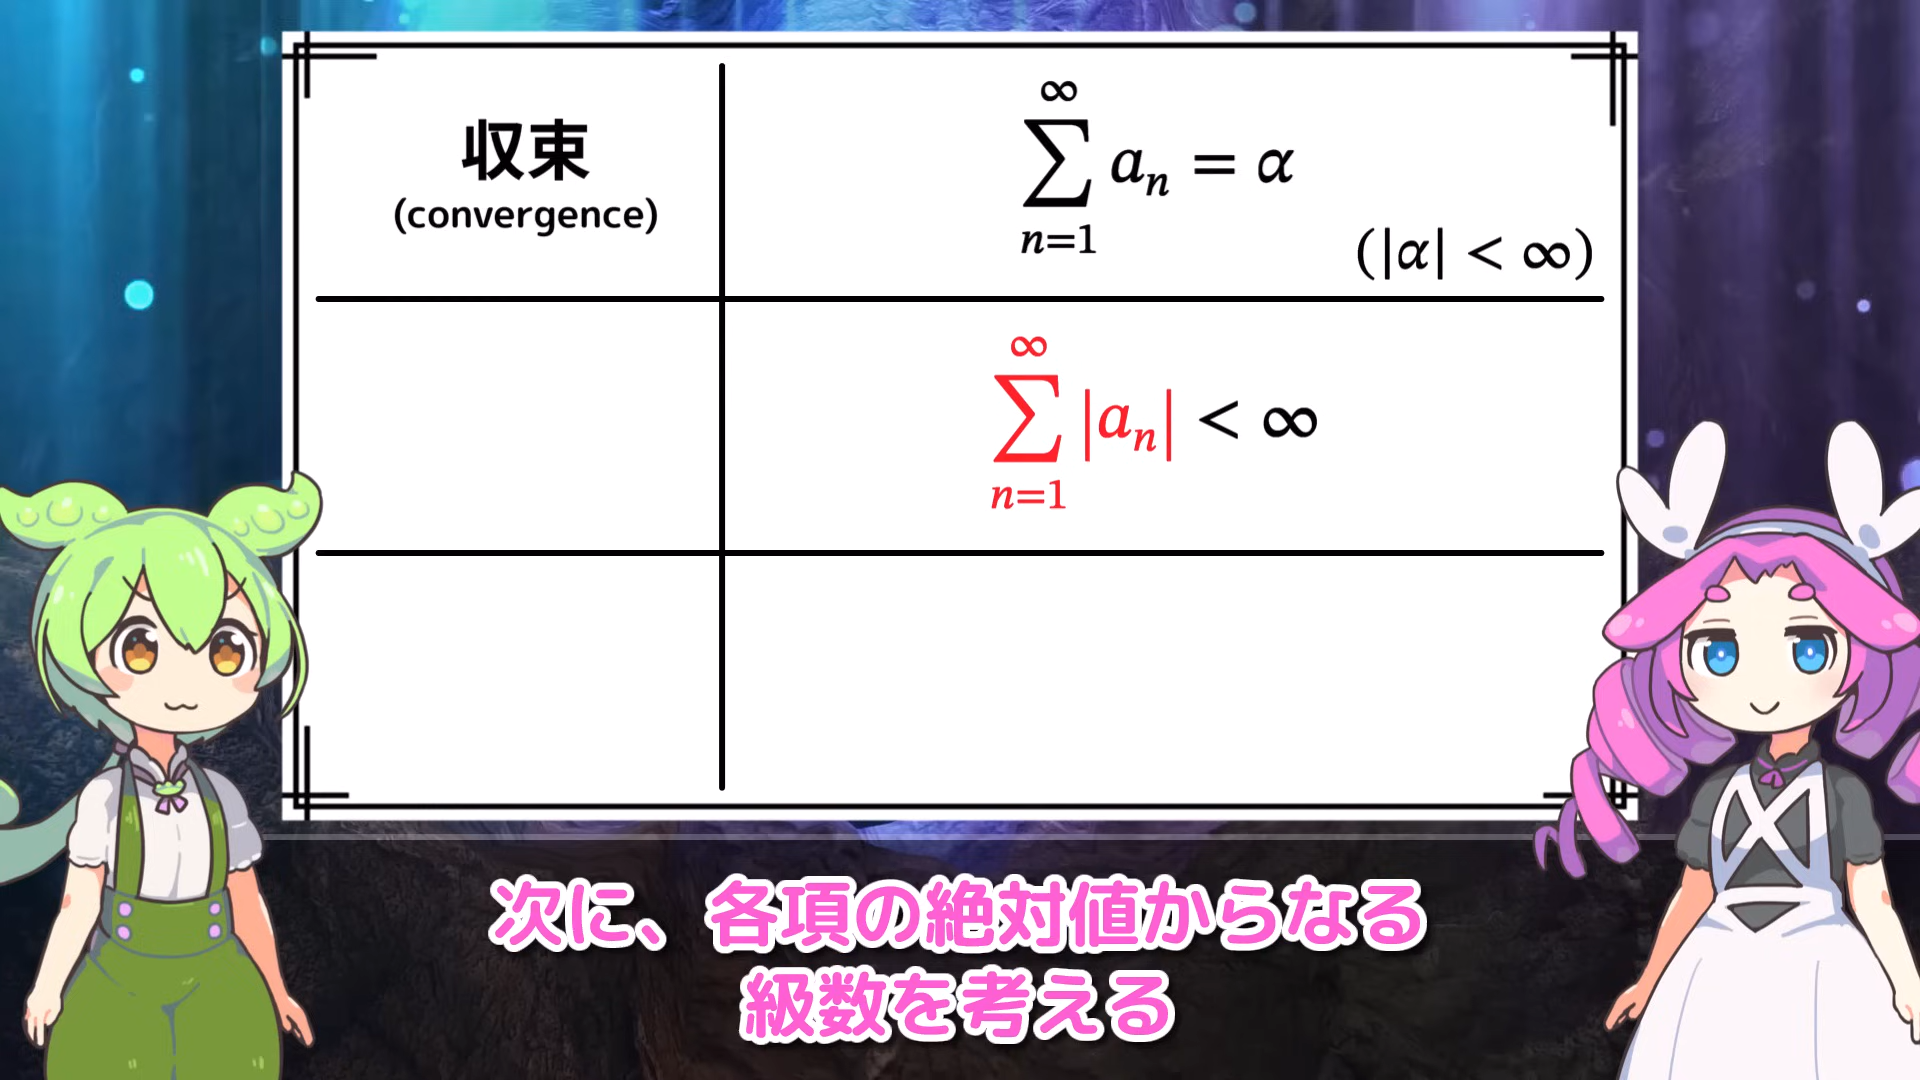 収束
(convergence)
∞
∑ aₙ = α
n=1
(|α| < ∞)
∞
∑ |aₙ| < ∞
n=1
次に、各項の絶対値からなる
級数を考える